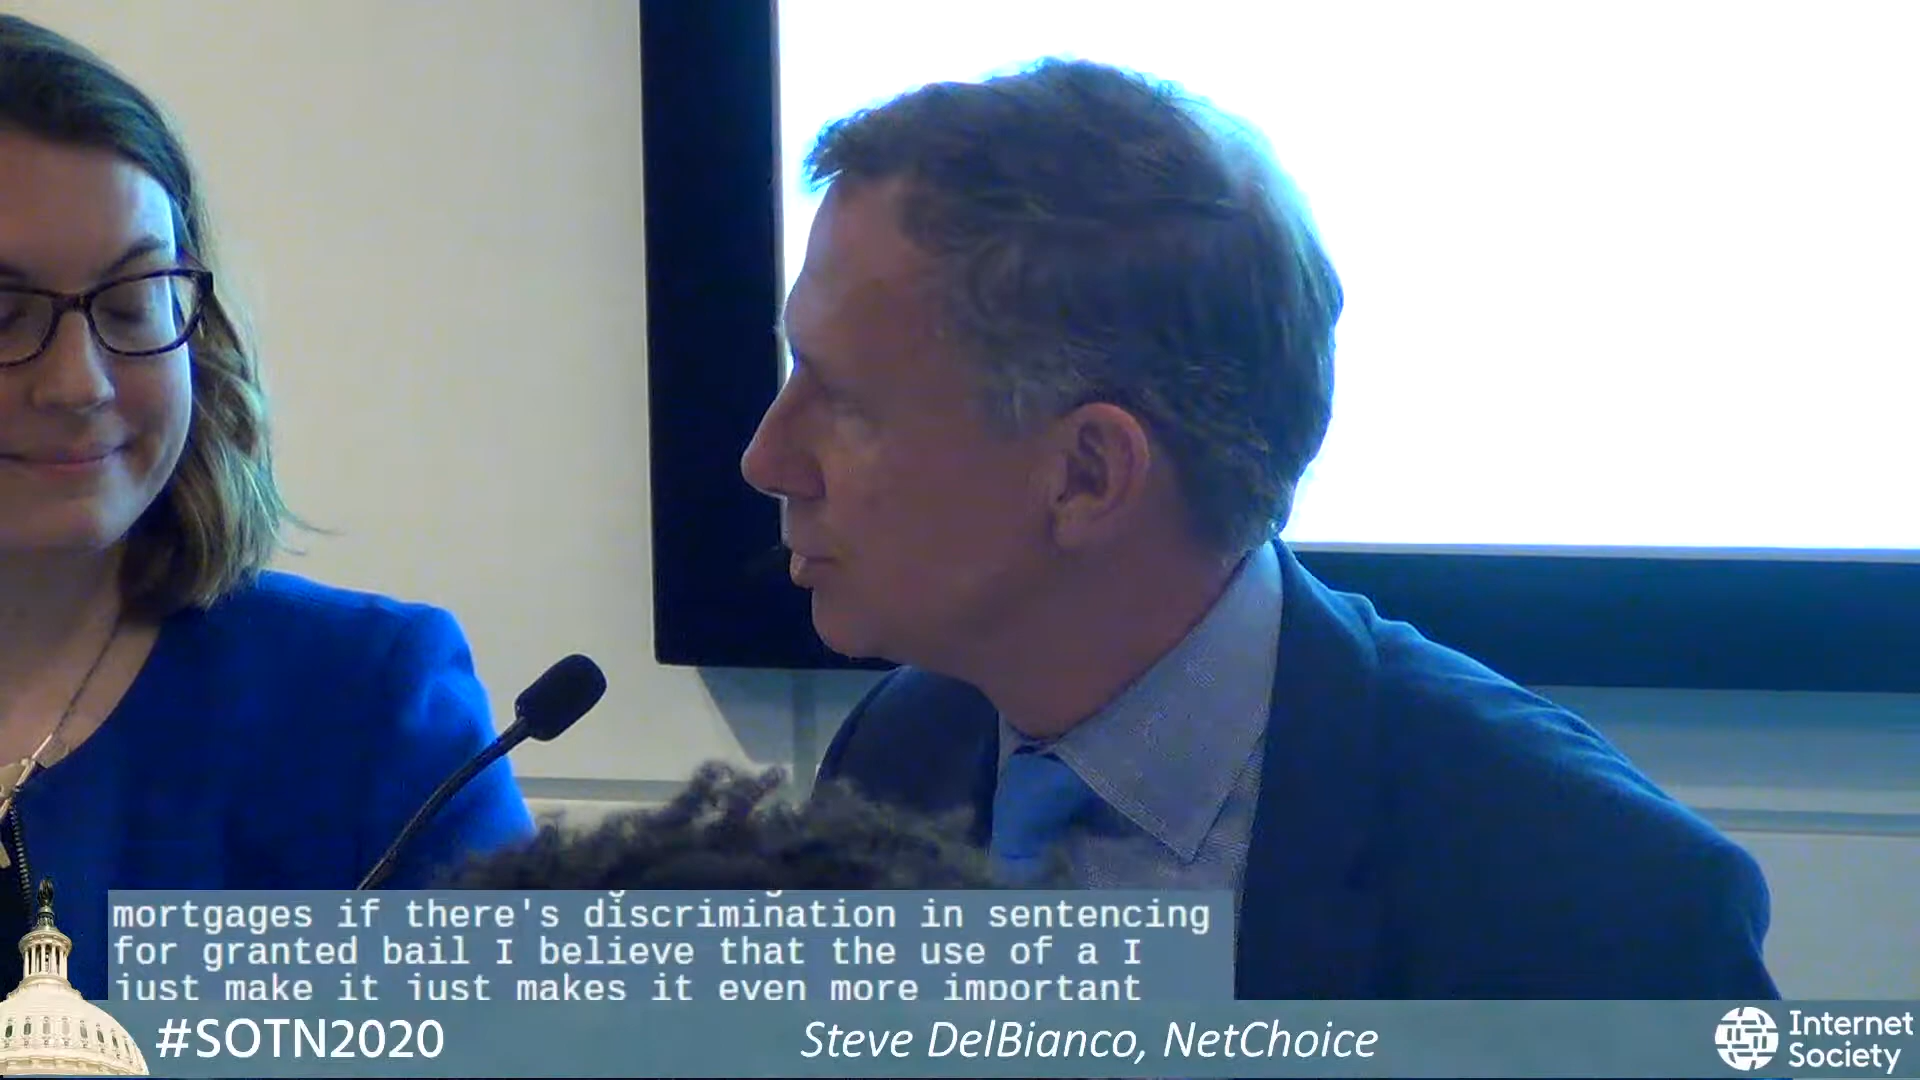 mortgages if there's discrimination in sentencing
for granted bail I believe that the use of a I
just make it just makes it even more important
#SOTN2020
Steve DelBianco, NetChoice
Internet
Society